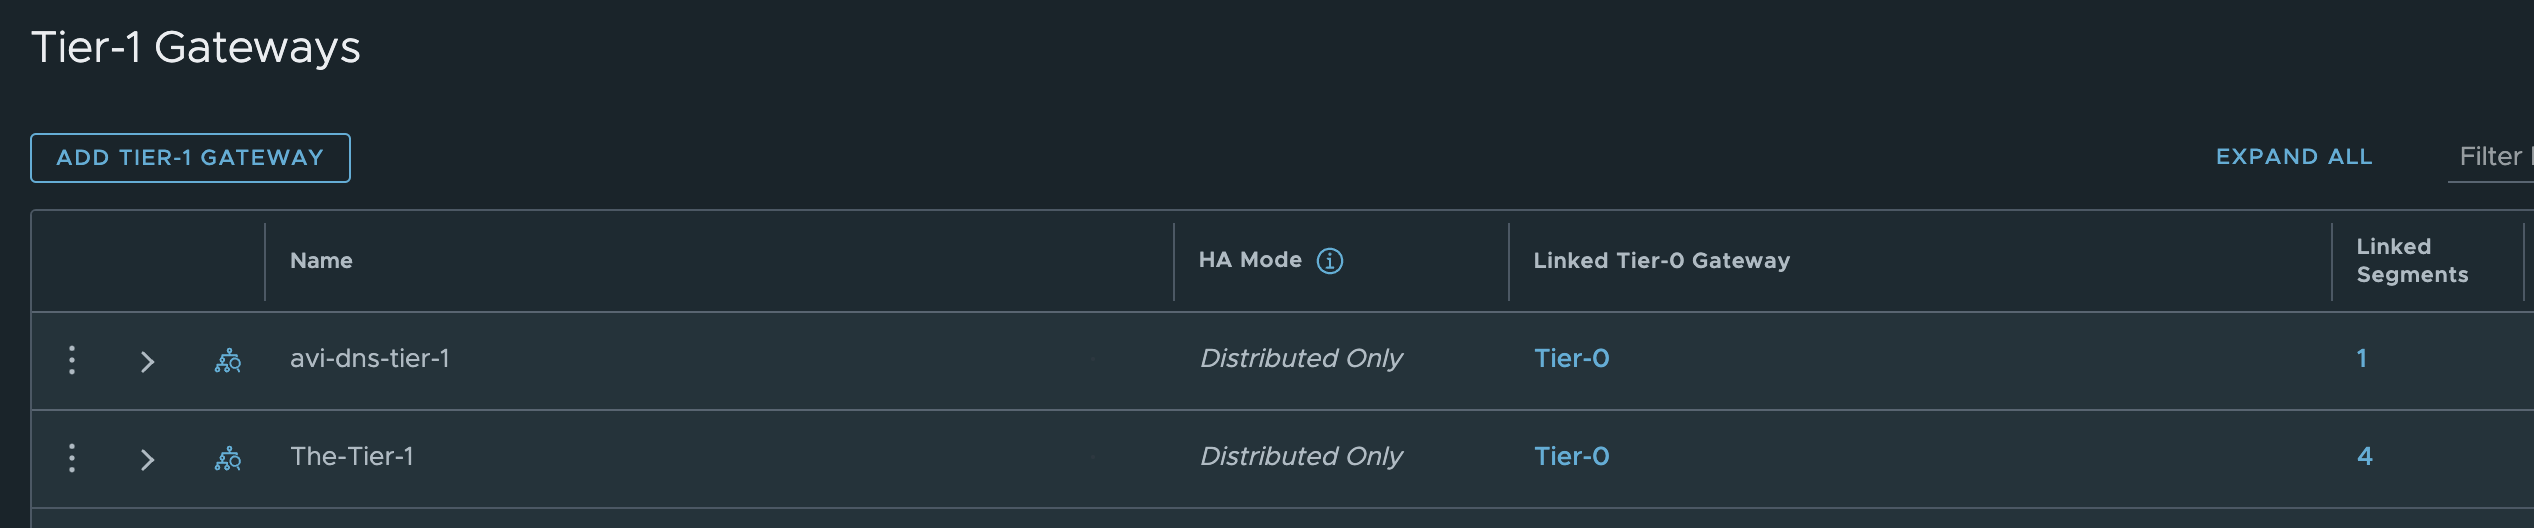 Tier-1 Gateways
ADD TIER-1 GATEWAY
EXPAND ALL
Filter
Name
HA Mode
Linked Tier-0 Gateway
Linked
Segments
avi-dns-tier-1
Distributed Only
Tier-0
1
The-Tier-1
Distributed Only
Tier-0
4